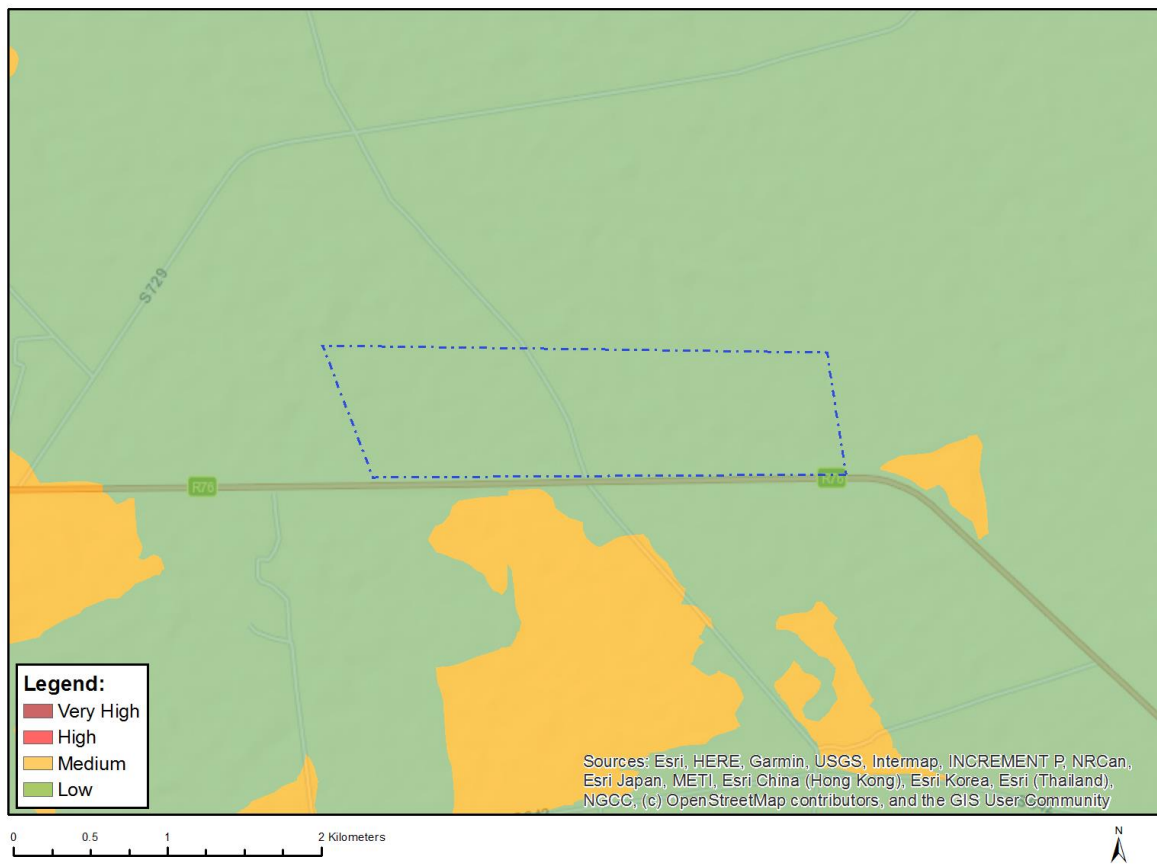 S729
R76
R76
Legend:
Very High
High
Medium
Low
Sources: Esri, HERE, Garmin, USGS, Intermap, INCREMENT P, NRCan,
Esri Japan, METI, Esri China (Hong Kong), Esri Korea, Esri (Thailand),
NGCC, (c) OpenStreetMap contributors, and the GIS User Community
0 0.5 1 2 Kilometers
N